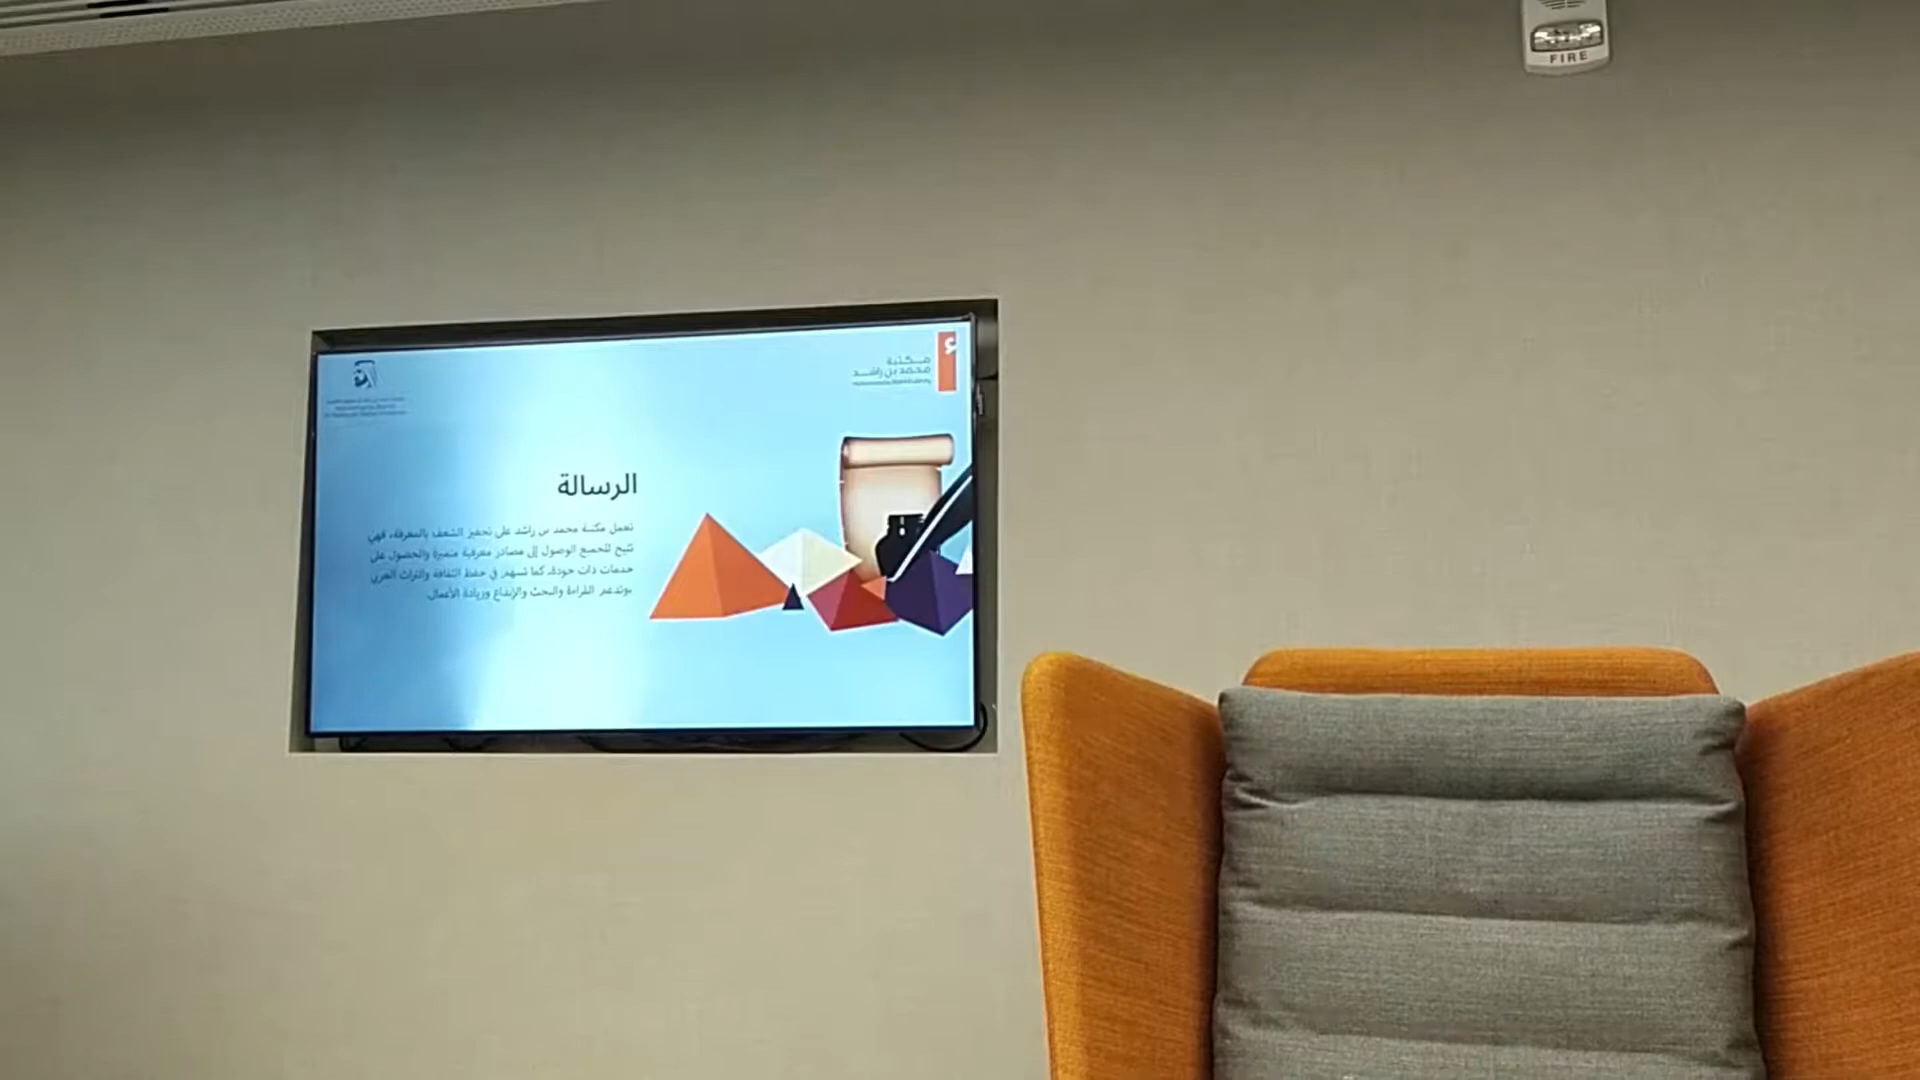 FIRE
مكتبة
محمد بن راشد
الرسالة
تعمل مكتبة محمد بن راشد على تحفيز الشغف بالمعرفة، فهي
تتيح للجميع الوصول إلى مصادر معرفية متميزة والحصول على
خدمات ذات جودة، كما تسهم في حفظ الثقافة والتراث العربي
وتدعم القراءة والبحث والإبداع وريادة الأعمال.